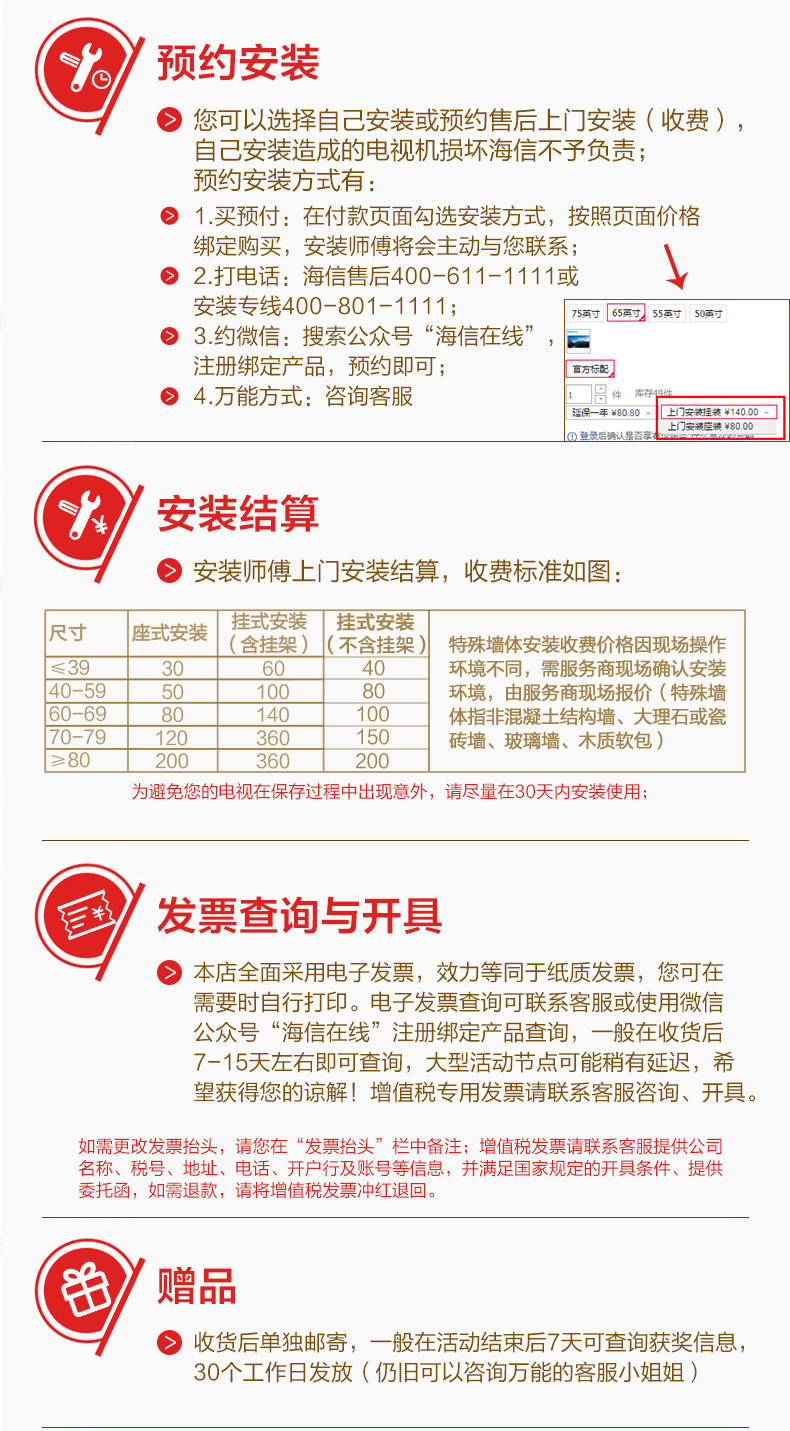 预约安装
您可以选择自己安装或预约售后上门安装（收费），
自己安装造成的电视机损坏海信不予负责；
预约安装方式有：
1.买预付：在付款页面勾选安装方式，按照页面价格
绑定购买，安装师傅将会主动与您联系；
2.打电话：海信售后400-611-1111或
安装专线400-801-1111；
3.约微信：搜索公众号“海信在线”，
注册绑定产品，预约即可；
4.万能方式：咨询客服
75英寸 65英寸 55英寸 50英寸
官方标配
1 件 库存49件
延保一年 ¥80.80 上门安装挂装 ¥140.00
上门安装座装 ¥80.00
登录后确认是否享有
安装结算
安装师傅上门安装结算，收费标准如图：
尺寸 座式安装 挂式安装（含挂架） 挂式安装（不含挂架）
≤39 30 60 40
40-59 50 100 80
60-69 80 140 100
70-79 120 360 150
≥80 200 360 200
特殊墙体安装收费价格因现场操作
环境不同，需服务商现场确认安装
环境，由服务商现场报价（特殊墙
体指非混凝土结构墙、大理石或瓷
砖墙、玻璃墙、木质软包）
为避免您的电视在保存过程中出现意外，请尽量在30天内安装使用；
发票查询与开具
本店全面采用电子发票，效力等同于纸质发票，您可在
需要时自行打印。电子发票查询可联系客服或使用微信
公众号“海信在线”注册绑定产品查询，一般在收货后
7-15天左右即可查询，大型活动节点可能稍有延迟，希
望获得您的谅解！增值税专用发票请联系客服咨询、开具。
如需更改发票抬头，请您在“发票抬头”栏中备注；增值税发票请联系客服提供公司
名称、税号、地址、电话、开户行及账号等信息，并满足国家规定的开具条件、提供
委托函，如需退款，请将增值税发票冲红退回。
赠品
收货后单独邮寄，一般在活动结束后7天可查询获奖信息，
30个工作日发放（仍旧可以咨询万能的客服小姐姐）